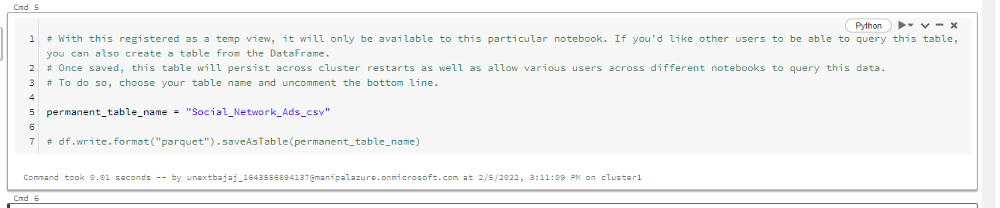 Cmd 5
Python
1 # With this registered as a temp view, it will only be available to this particular notebook. If you'd like other users to be able to query this table,
you can also create a table from the DataFrame.
2 # Once saved, this table will persist across cluster restarts as well as allow various users across different notebooks to query this data.
3 # To do so, choose your table name and uncomment the bottom line.
4
5 permanent_table_name = "Social_Network_Ads_csv"
6
7 # df.write.format("parquet").saveAsTable(permanent_table_name)
Command took 0.01 seconds -- by unextbajaj_1643556894137@manipalazure.onmicrosoft.com at 2/5/2022, 3:11:09 PM on cluster1
Cmd 6